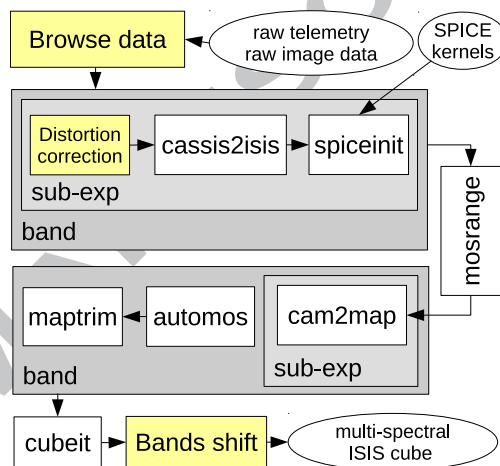 Browse data
raw telemetry
raw image data
SPICE
kernels
Distortion
correction
cassis2isis
spiceinit
sub-exp
band
mosrange
maptrim
automos
cam2map
sub-exp
band
cubeit
Bands shift
multi-spectral
ISIS cube